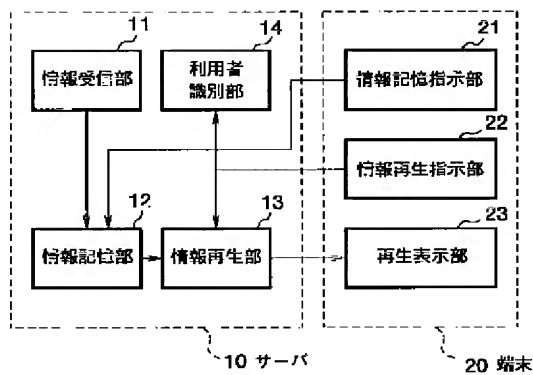 11
情報受信部
14
利用者
識別部
21
情報記憶指示部
22
情報再生指示部
12
情報記憶部
13
情報再生部
23
再生表示部
10 サーバ
20 端末